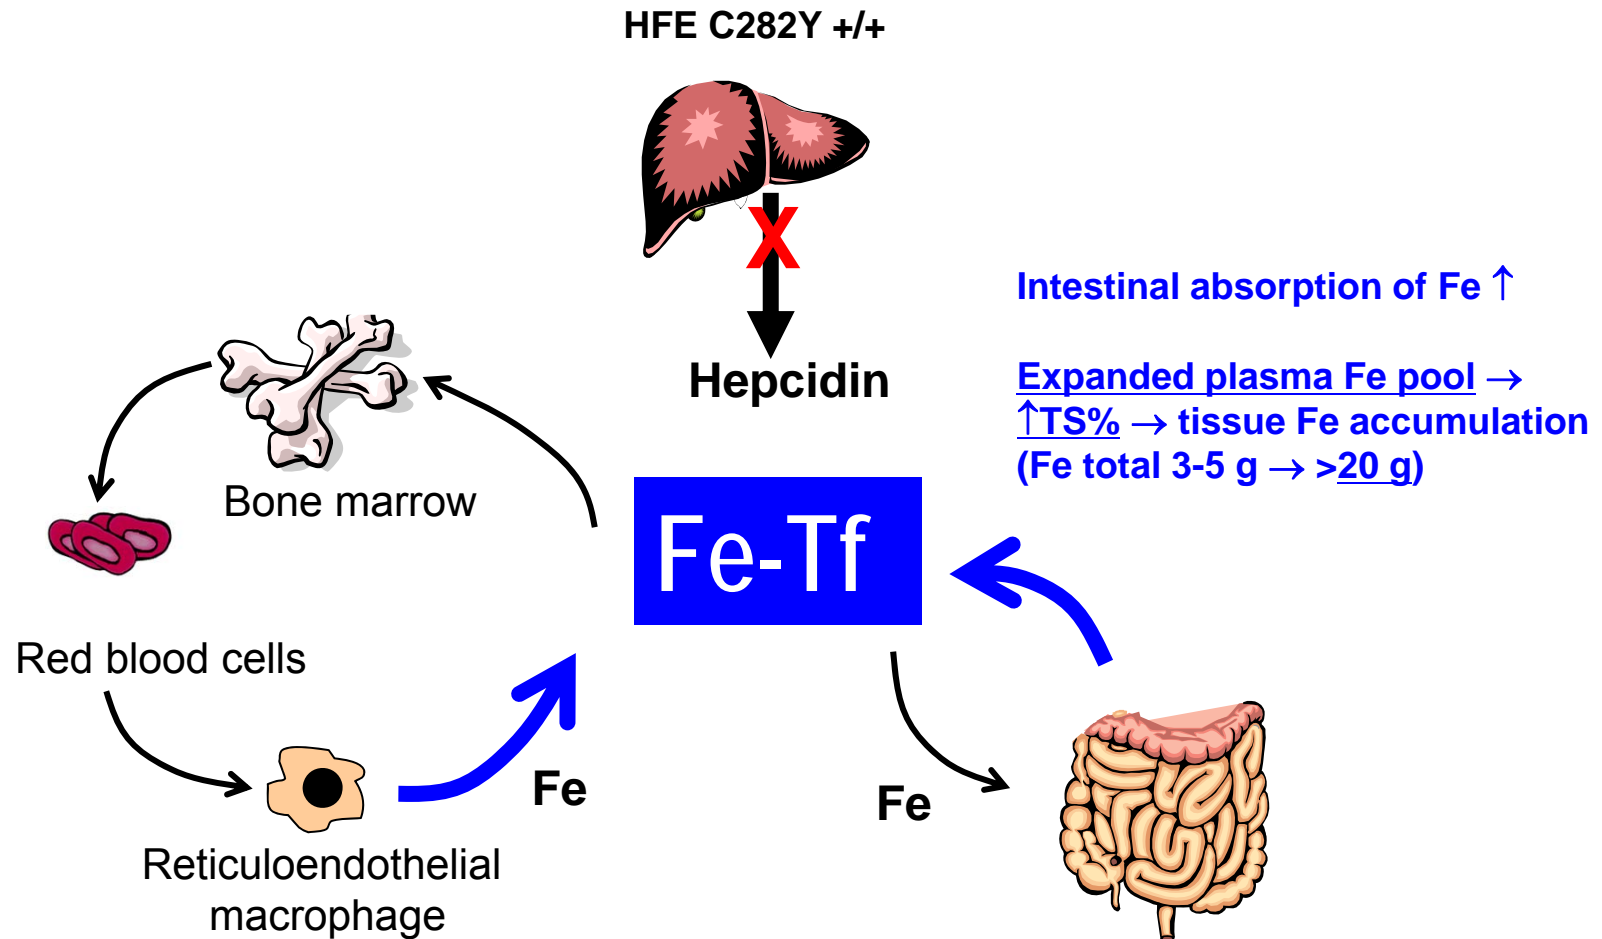 HFE C282Y +/+
X
Intestinal absorption of Fe ↑
Hepcidin
Expanded plasma Fe pool →
↑TS% → tissue Fe accumulation
(Fe total 3-5 g → >20 g)
Bone marrow
Fe-Tf
Red blood cells
Fe
Fe
Reticuloendothelial
macrophage